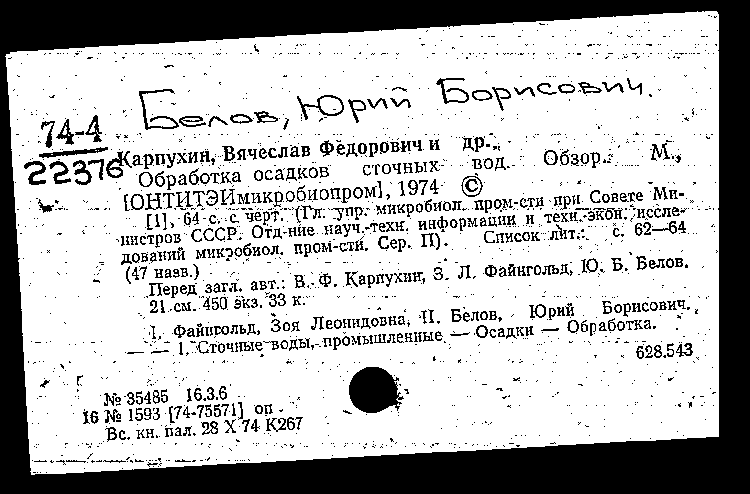 Белов, Юрий Борисович.
74-4
22376
Карпухин, Вячеслав Федорович и др.
Обработка осадков сточных вод. Обзор. М.,
[ОНТИТЭИмикробиопром], 1974 ©
[1], 64 с. с черт. (Гл. упр. микробиол. пром-сти при Совете Ми-
нистров СССР. Отд-ние науч.-техн. информации и техн.-экон. иссле-
дований микробиол. пром-сти. Сер. II). Список лит.: с. 62—64
(47 назв.)
Перед загл. авт.: В. Ф. Карпухин, З. Л. Файнгольд, Ю. Б. Белов.
21 см. 450 экз. 33 к.
I. Файнгольд, Зоя Леонидовна, II. Белов, Юрий Борисович.
— — 1. Сточные воды, промышленные — Осадки — Обработка.
628.543
№ 35485 16.3.6
16 № 1593 [74-75571] оп
Вс. кн. пал. 28 X 74 К267